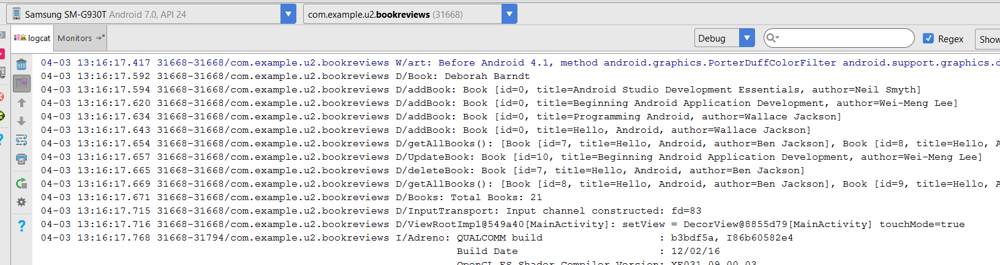 Samsung SM-G930T Android 7.0, API 24
com.example.u2.bookreviews (31668)
logcat
Monitors
Debug
Regex
Show
04-03 13:16:17.417 31668-31668/com.example.u2.bookreviews W/art: Before Android 4.1, method android.graphics.PorterDuffColorFilter android.support.graphics.d
04-03 13:16:17.592 31668-31668/com.example.u2.bookreviews D/Book: Deborah Barndt
04-03 13:16:17.594 31668-31668/com.example.u2.bookreviews D/addBook: Book [id=0, title=Android Studio Development Essentials, author=Neil Smyth]
04-03 13:16:17.620 31668-31668/com.example.u2.bookreviews D/addBook: Book [id=0, title=Beginning Android Application Development, author=Wei-Meng Lee]
04-03 13:16:17.634 31668-31668/com.example.u2.bookreviews D/addBook: Book [id=0, title=Programming Android, author=Wallace Jackson]
04-03 13:16:17.643 31668-31668/com.example.u2.bookreviews D/addBook: Book [id=0, title=Hello, Android, author=Wallace Jackson]
04-03 13:16:17.654 31668-31668/com.example.u2.bookreviews D/getAllBooks(): [Book [id=7, title=Hello, Android, author=Ben Jackson], Book [id=8, title=Hello, A
04-03 13:16:17.657 31668-31668/com.example.u2.bookreviews D/UpdateBook: Book [id=10, title=Beginning Android Application Development, author=Wei-Meng Lee]
04-03 13:16:17.665 31668-31668/com.example.u2.bookreviews D/deleteBook: Book [id=7, title=Hello, Android, author=Ben Jackson]
04-03 13:16:17.669 31668-31668/com.example.u2.bookreviews D/getAllBooks(): [Book [id=8, title=Hello, Android, author=Ben Jackson], Book [id=9, title=Hello, A
04-03 13:16:17.671 31668-31668/com.example.u2.bookreviews D/Books: Total Books: 21
04-03 13:16:17.715 31668-31668/com.example.u2.bookreviews D/InputTransport: Input channel constructed: fd=83
04-03 13:16:17.716 31668-31668/com.example.u2.bookreviews D/ViewRootImpl@549a40[MainActivity]: setView = DecorView@8855d79[MainActivity] touchMode=true
04-03 13:16:17.768 31668-31794/com.example.u2.bookreviews I/Adreno: QUALCOMM build : b3bdf5a, I86b60582e4
Build Date : 12/02/16
OpenGL ES Shader Compiler Version: XE031.09.00.03